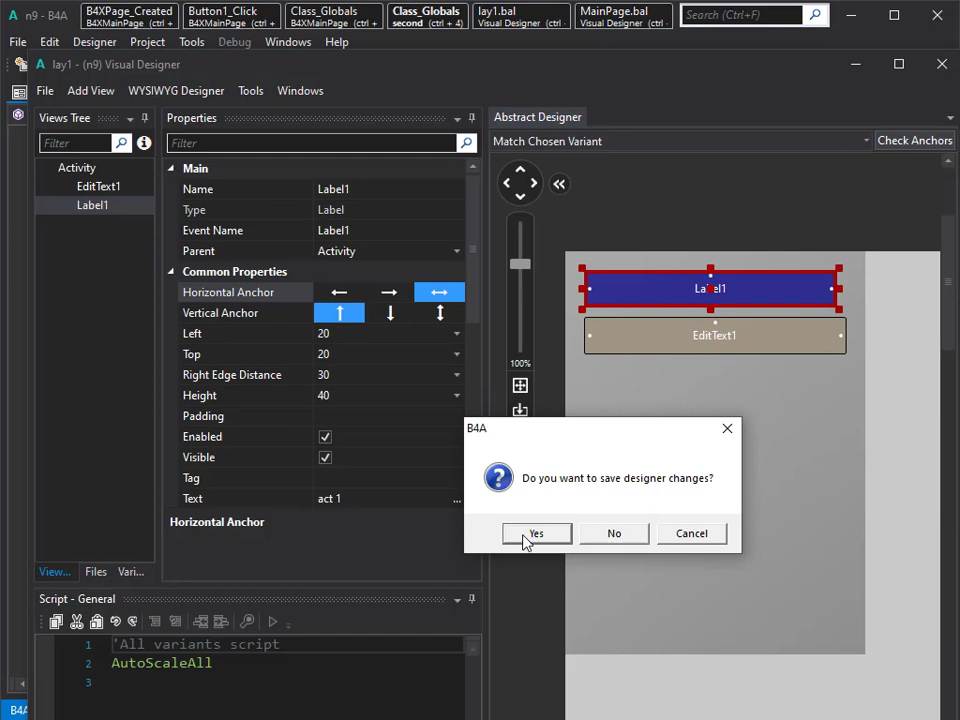 n9 - B4A
B4XPage_Created
B4XMainPage (ctrl +
Button1_Click
B4XMainPage (ctrl +
Class_Globals
B4XMainPage (ctrl +
Class_Globals
second (ctrl + 4)
lay1.bal
Visual Designer (ctrl
MainPage.bal
Visual Designer (ctrl
Search (Ctrl+F)
File Edit Designer Project Tools Debug Windows Help
lay1 - (n9) Visual Designer
File Add View WYSIWYG Designer Tools Windows
Views Tree
Filter
Activity
EditText1
Label1
View... Files Vari...
Properties
Filter
Main
Name Label1
Type Label
Event Name Label1
Parent Activity
Common Properties
Horizontal Anchor
Vertical Anchor
Left 20
Top 20
Right Edge Distance 30
Height 40
Padding
Enabled
Visible
Tag
Text act 1 ...
Horizontal Anchor
Abstract Designer
Match Chosen Variant
Check Anchors
100%
Label1
EditText1
B4A
Do you want to save designer changes?
Yes No Cancel
Script - General
1 'All variants script
2 AutoScaleAll
3
B4A